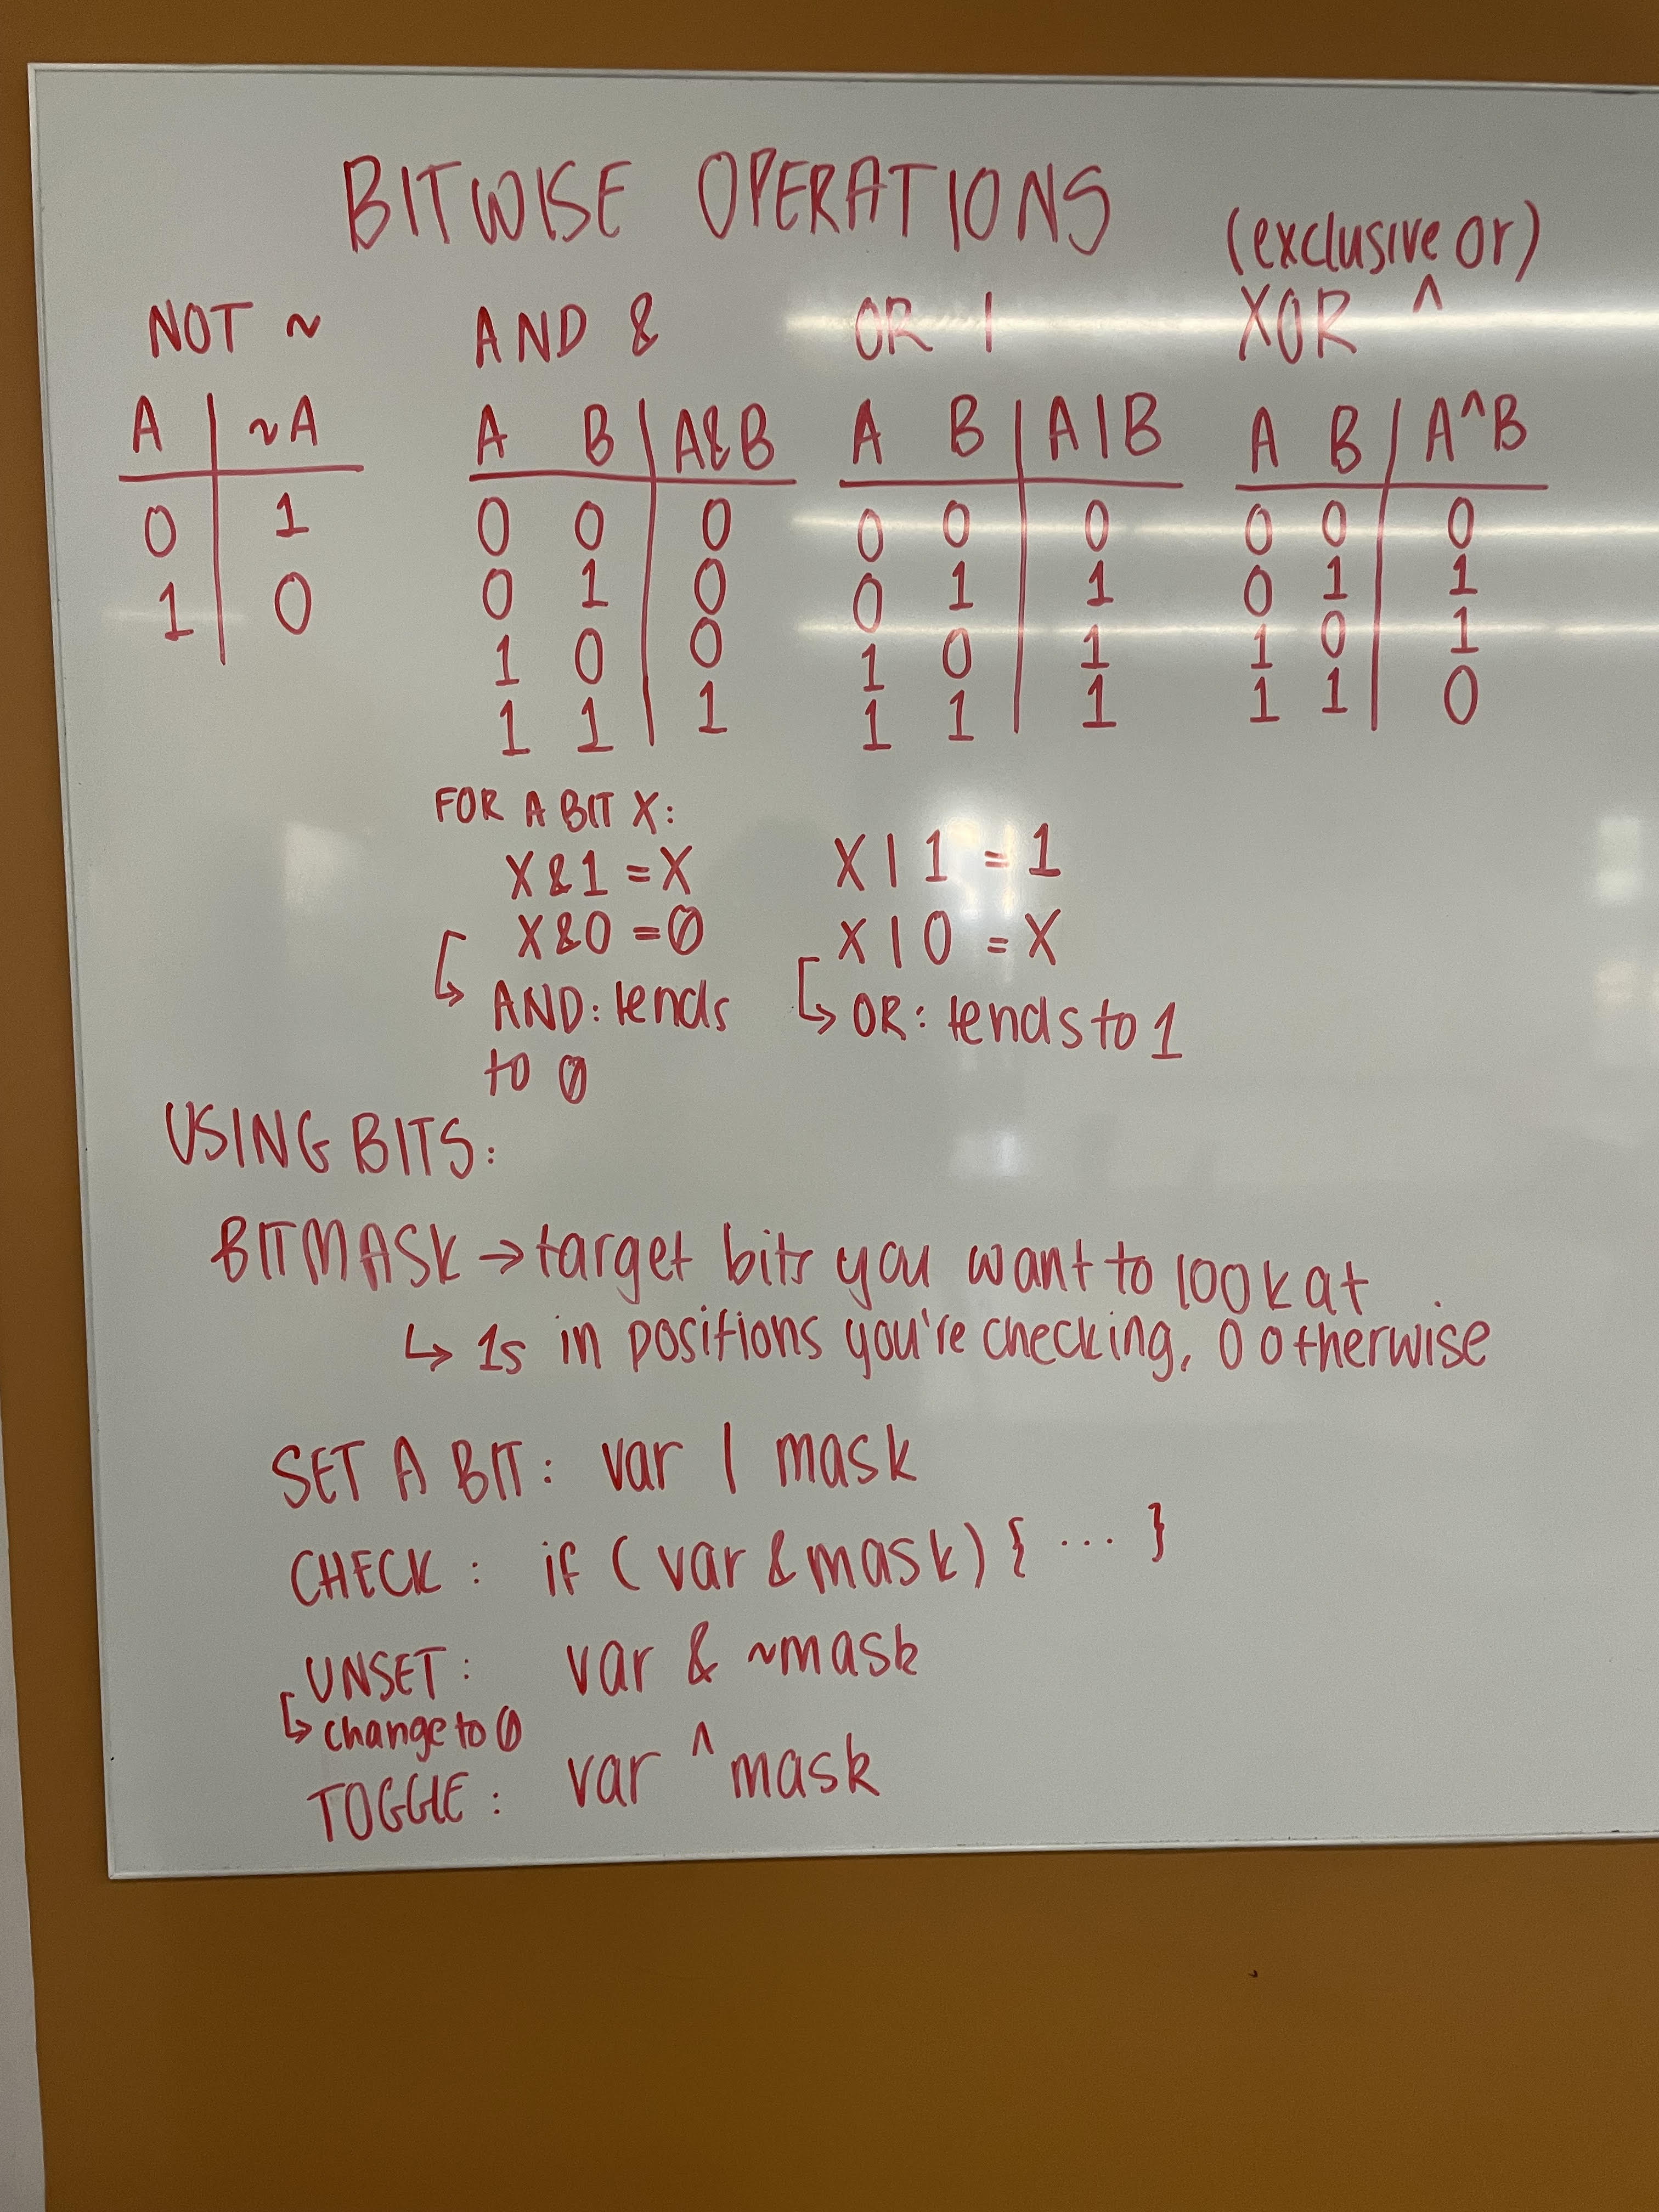 BITWISE OPERATIONS
(exclusive or)
NOT ~ AND & OR | XOR ^
A ~A A B A&B A B A|B A B A^B
0 1 0 0 0 0 0 0 0 0 0
1 0 0 1 0 0 1 1 0 1 1
1 0 0 1 0 1 1 0 1
1 1 1 1 1 1 1 1 0
FOR A BIT X:
X&1=X X|1=1
X&0=0 X|0=X
↳ AND: tends ↳ OR: tends to 1
to 0
USING BITS:
BITMASK → target bits you want to look at
↳ 1s in positions you're checking, 0 otherwise
SET A BIT: var | mask
CHECK: if (var & mask) { ... }
UNSET: var & ~mask
↳ change to 0
TOGGLE: var ^ mask